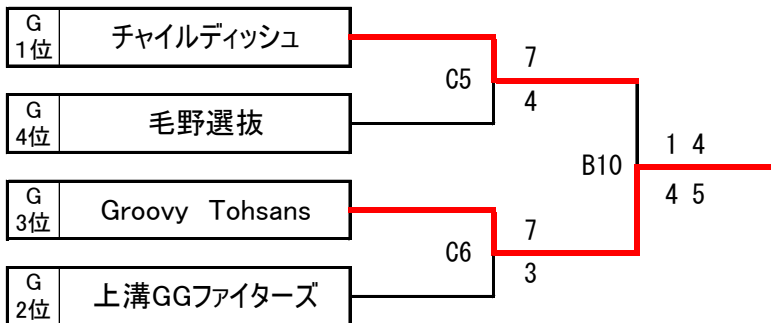 G
1位
チャイルディッシュ
7
C5
4
G
4位
毛野選抜
1 4
B10
4 5
G
3位
Groovy Tohsans
7
C6
3
G
2位
上溝GGファイターズ